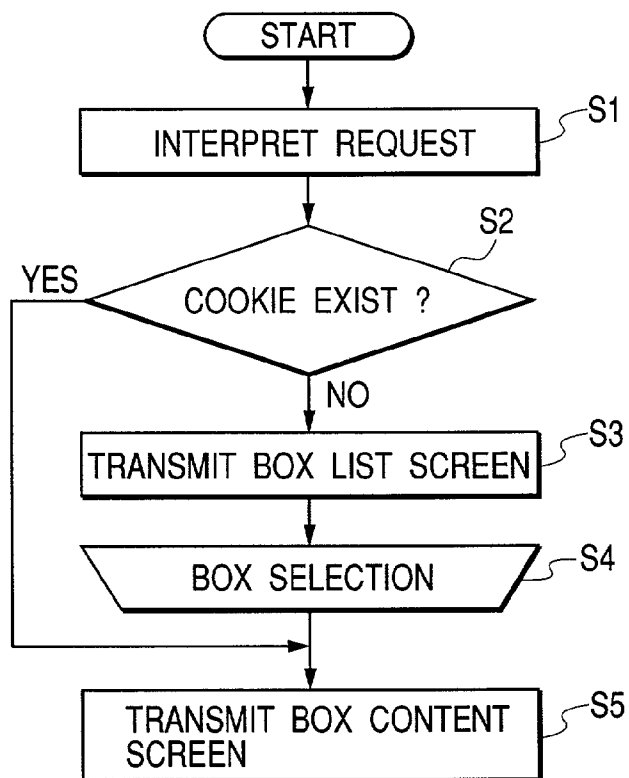 START
INTERPRET REQUEST
S1
S2
YES
COOKIE EXIST ?
NO
S3
TRANSMIT BOX LIST SCREEN
S4
BOX SELECTION
S5
TRANSMIT BOX CONTENT
SCREEN